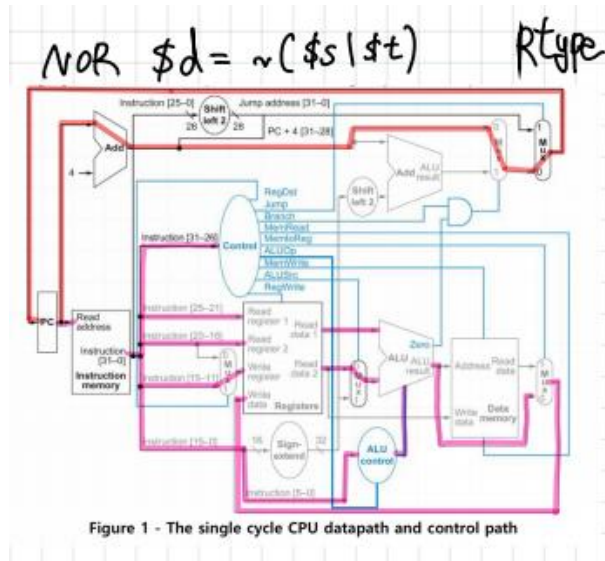 NOR $d = ~($s | $t) Rtype
Instruction [25–0] Shift left 2 Jump address [31–0]
26 28
PC + 4 [31–28]
Add
4
0 M u x 1
1 M u x 0
Add ALU result
Shift left 2
RegDst
Jump
Branch
MemRead
MemtoReg
ALUOp
MemWrite
ALUSrc
RegWrite
Instruction [31–26]
Control
PC
Read address
Instruction [31–0]
Instruction memory
Instruction [25–21]
Instruction [20–16]
Instruction [15–11]
Read register 1
Read register 2
Write register
Write data
Read data 1
Read data 2
Registers
Zero
ALU ALU result
Address
Read data
Write data
Data memory
Instruction [15–0]
16 32
Sign-extend
ALU control
Instruction [5–0]
Figure 1 - The single cycle CPU datapath and control path